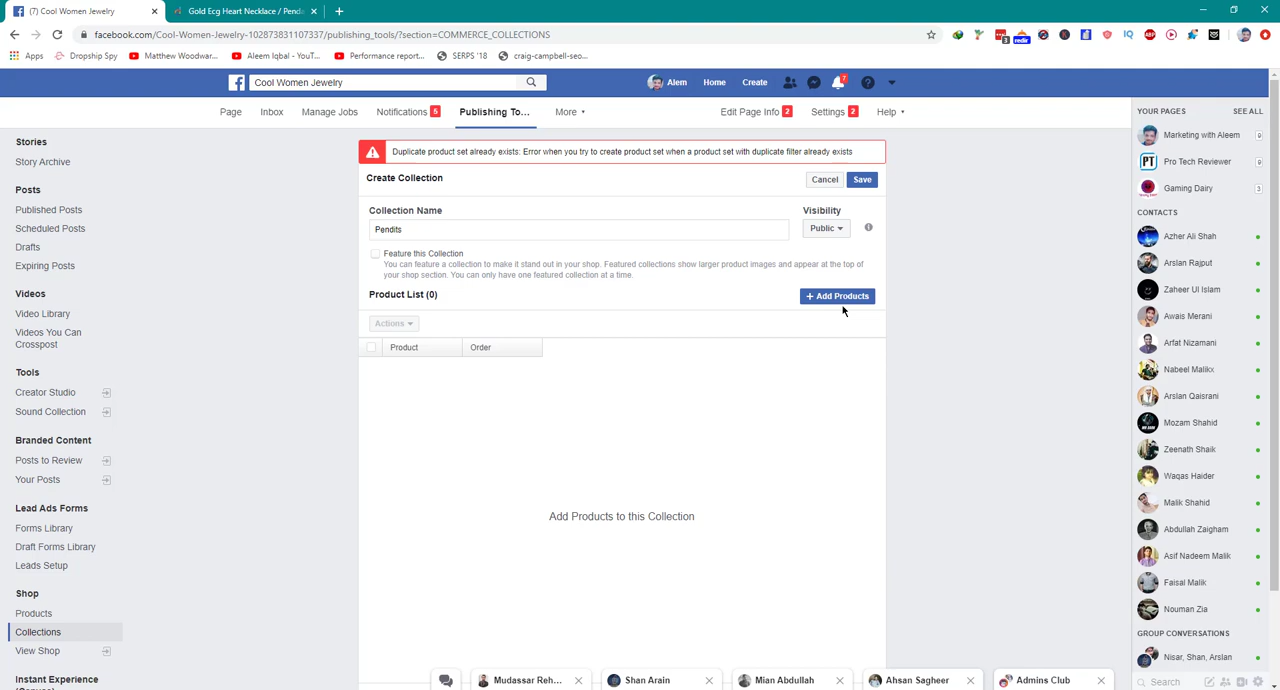 (7) Cool Women Jewelry
Gold Ecg Heart Necklace / Penda
facebook.com/Cool-Women-Jewelry-102873831107337/publishing_tools/?section=COMMERCE_COLLECTIONS
Apps
Dropship Spy
Matthew Woodwar...
Aleem Iqbal - YouT...
Performance report...
SERPS '18
craig-campbell-seo...
Cool Women Jewelry
Alem
Home
Create
7
Page
Inbox
Manage Jobs
Notifications 5
Publishing To...
More
Edit Page Info 2
Settings 2
Help
Stories
Story Archive
Posts
Published Posts
Scheduled Posts
Drafts
Expiring Posts
Videos
Video Library
Videos You Can
Crosspost
Tools
Creator Studio
Sound Collection
Branded Content
Posts to Review
Your Posts
Lead Ads Forms
Forms Library
Draft Forms Library
Leads Setup
Shop
Products
Collections
View Shop
Instant Experience
(Canvas)
Duplicate product set already exists: Error when you try to create product set when a product set with duplicate filter already exists
Create Collection
Cancel
Save
Collection Name
Visibility
Pendits
Public
Feature this Collection
You can feature a collection to make it stand out in your shop. Featured collections show larger product images and appear at the top of
your shop section. You can only have one featured collection at a time.
Product List (0)
+ Add Products
Actions
Product
Order
Add Products to this Collection
YOUR PAGES
SEE ALL
Marketing with Aleem
Pro Tech Reviewer
Gaming Dairy 3
CONTACTS
Azher Ali Shah
Arslan Rajput
Zaheer Ul Islam
Awais Merani
Arfat Nizamani
Nabeel Malikx
Arslan Qaisrani
Mozam Shahid
Zeenath Shaik
Waqas Haider
Malik Shahid
Abdullah Zaigham
Asif Nadeem Malik
Faisal Malik
Nouman Zia
GROUP CONVERSATIONS
Nisar, Shan, Arslan
Search
Mudassar Reh...
Shan Arain
Mian Abdullah
Ahsan Sagheer
Admins Club